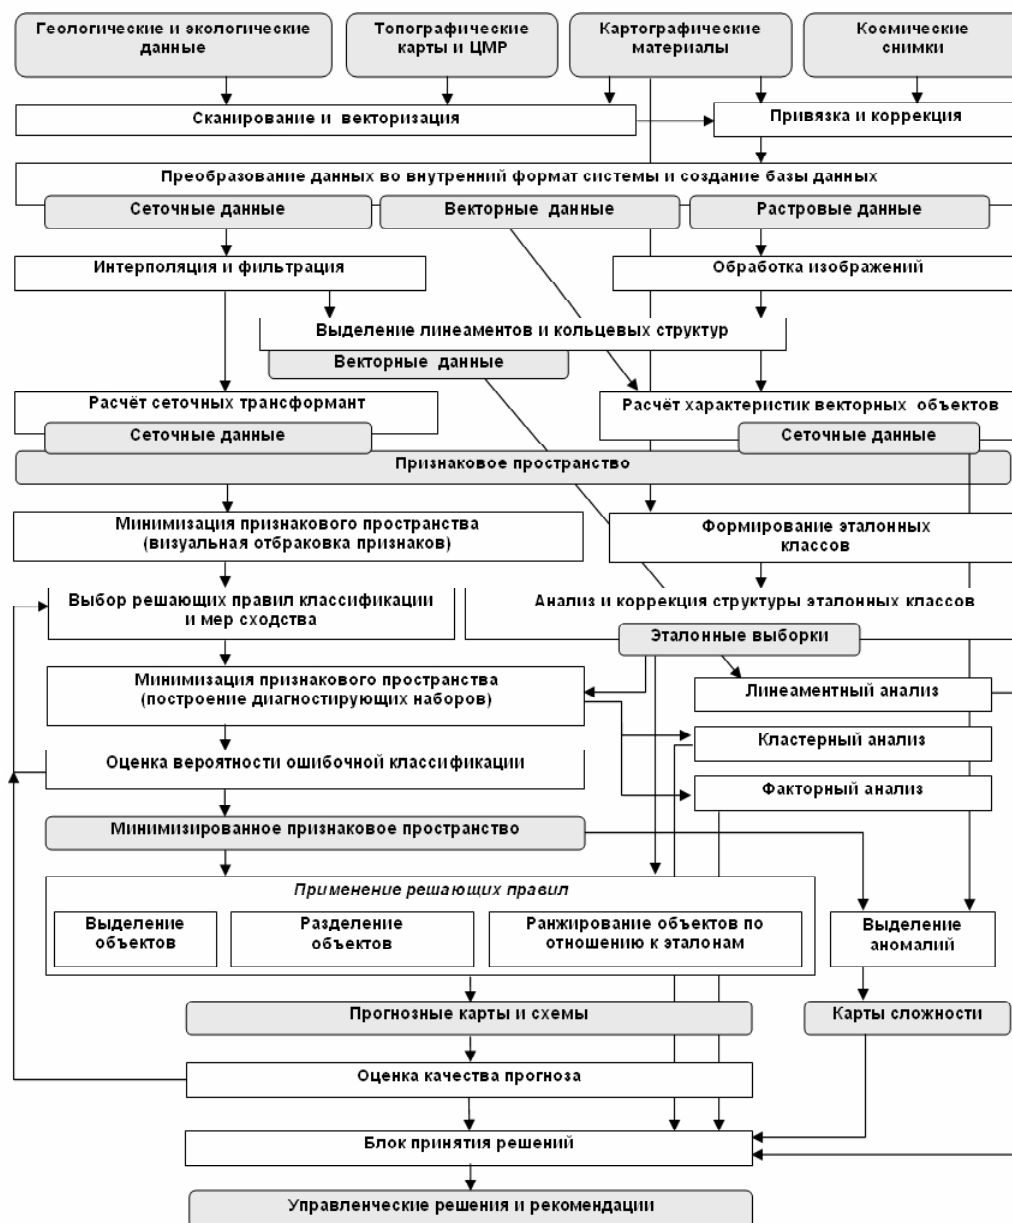 Геологические и экологические
данные
Топографические
карты и ЦМР
Картографические
материалы
Космические
снимки
Сканирование и векторизация
Привязка и коррекция
Преобразование данных во внутренний формат системы и создание базы данных
Сеточные данные
Векторные данные
Растровые данные
Интерполяция и фильтрация
Обработка изображений
Выделение линеаментов и кольцевых структур
Векторные данные
Расчёт сеточных трансформант
Расчёт характеристик векторных объектов
Сеточные данные
Сеточные данные
Признаковое пространство
Минимизация признакового пространства
(визуальная отбраковка признаков)
Формирование эталонных
классов
Выбор решающих правил классификации
и мер сходства
Анализ и коррекция структуры эталонных классов
Эталонные выборки
Минимизация признакового пространства
(построение диагностирующих наборов)
Линеаментный анализ
Кластерный анализ
Оценка вероятности ошибочной классификации
Факторный анализ
Минимизированное признаковое пространство
Применение решающих правил
Выделение
объектов
Разделение
объектов
Ранжирование объектов по
отношению к эталонам
Выделение
аномалий
Прогнозные карты и схемы
Карты сложности
Оценка качества прогноза
Блок принятия решений
Управленческие решения и рекомендации